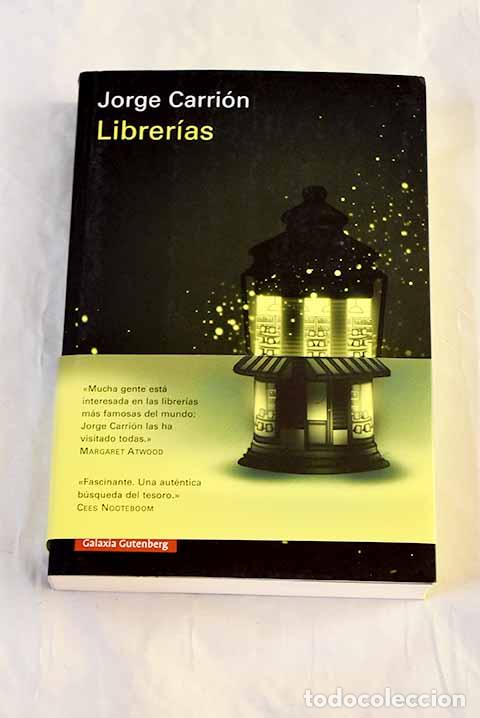 Jorge Carrión
Librerías
«Mucha gente está
interesada en las librerías
más famosas del mundo;
Jorge Carrión las ha
visitado todas.»
MARGARET ATWOOD
«Fascinante. Una auténtica
búsqueda del tesoro.»
CEES NOOTEBOOM
Galaxia Gutenberg
todocoleccion